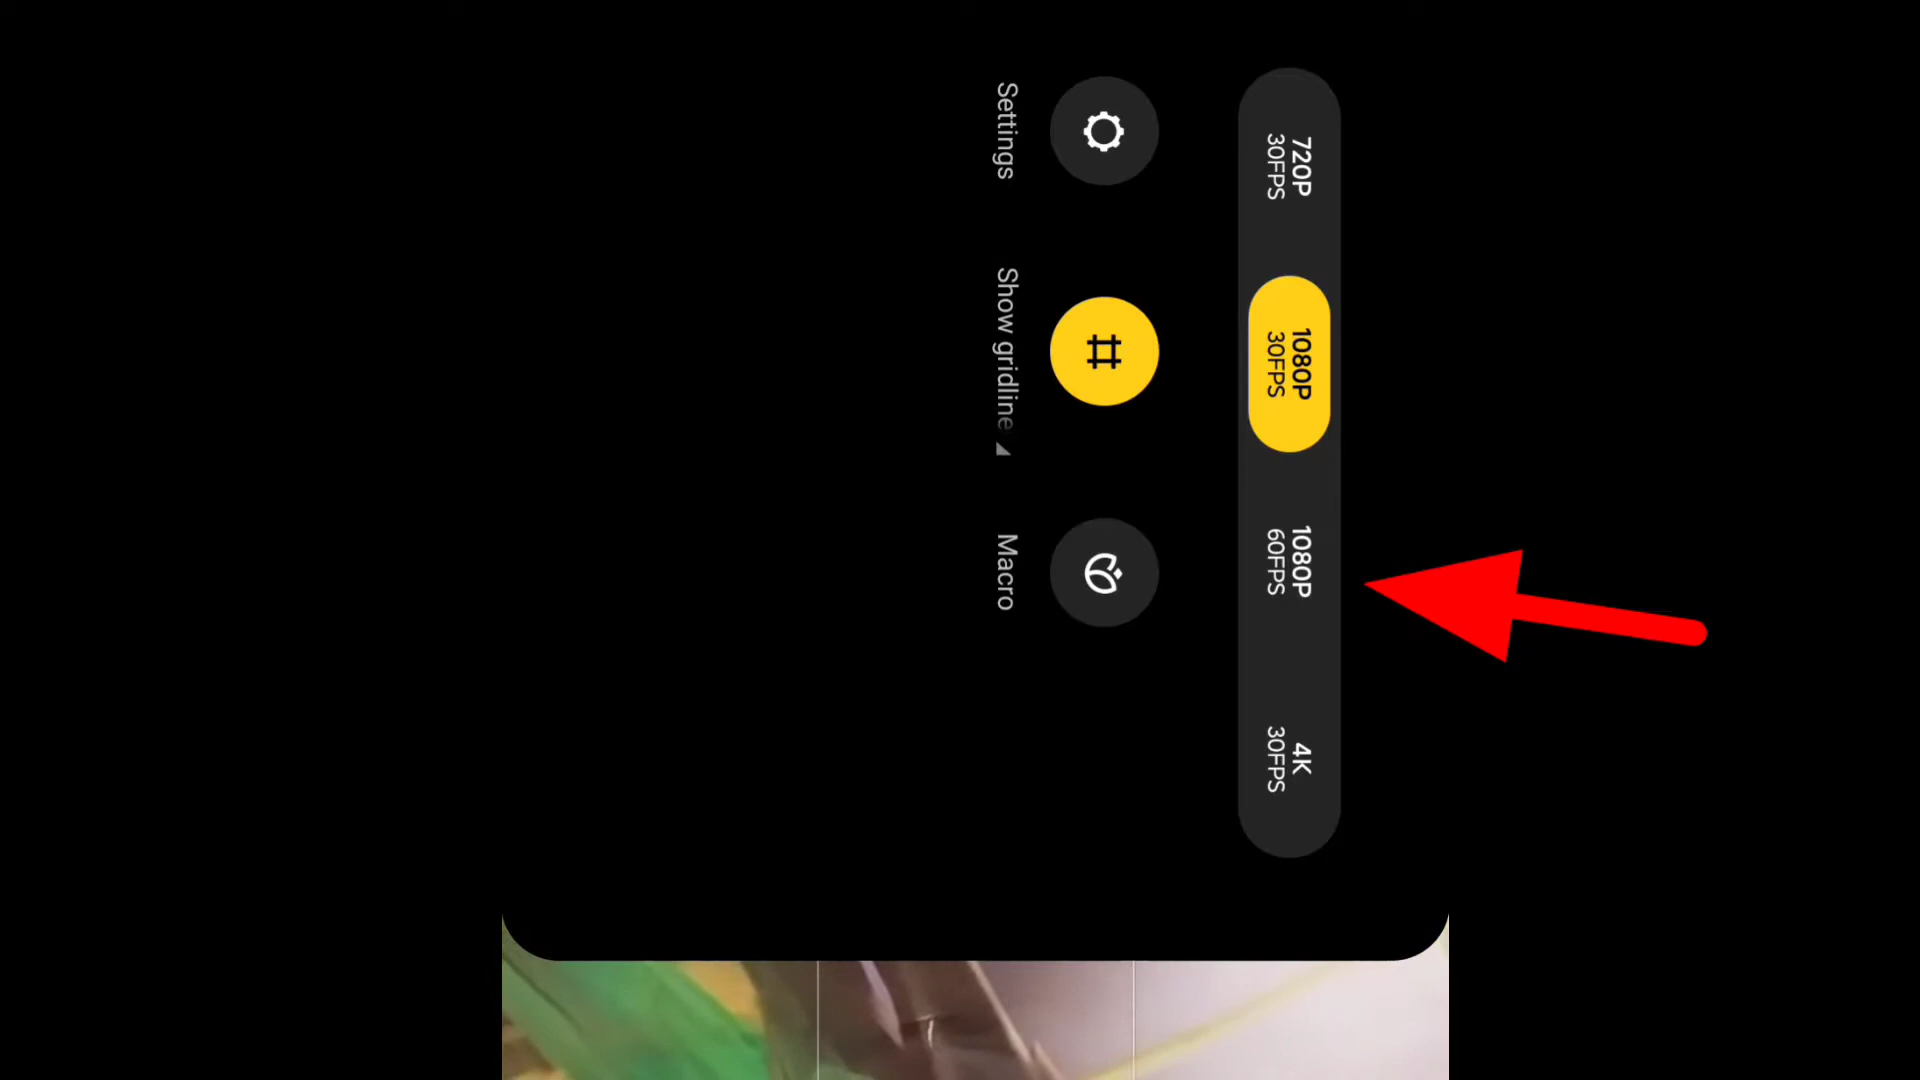 720P
30FPS
1080P
30FPS
1080P
60FPS
4K
30FPS
Settings
Show gridline
Macro